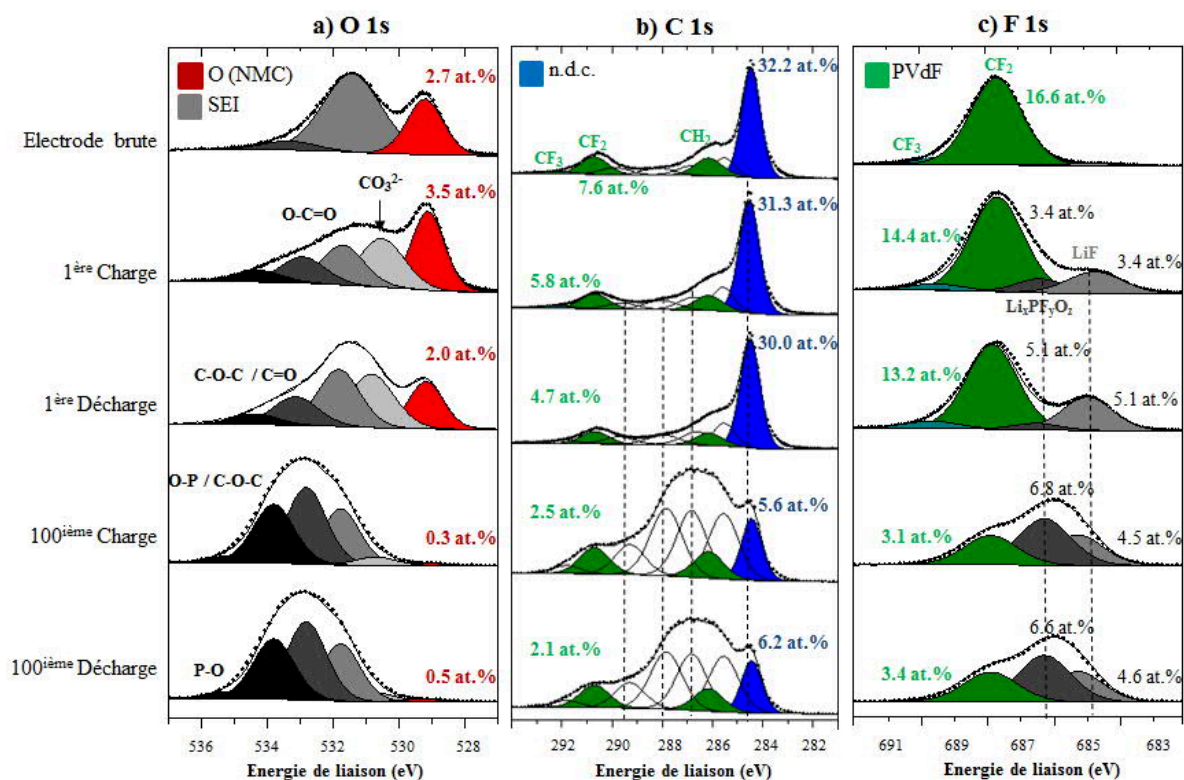 a) O 1s
b) C 1s
c) F 1s
O (NMC)
SEI
2.7 at.%
n.d.c.
32.2 at.%
PVdF
CF2
16.6 at.%
Electrode brute
CF3
CF2
CH2
7.6 at.%
CF3
CO3 2-
O-C=O
3.5 at.%
31.3 at.%
3.4 at.%
14.4 at.%
LiF
3.4 at.%
1ère Charge
5.8 at.%
LixPFyOz
C-O-C / C=O
2.0 at.%
30.0 at.%
5.1 at.%
13.2 at.%
5.1 at.%
1ère Décharge
4.7 at.%
O-P / C-O-C
6.8 at.%
100ième Charge
0.3 at.%
2.5 at.%
5.6 at.%
3.1 at.%
4.5 at.%
6.6 at.%
100ième Décharge
P-O
0.5 at.%
2.1 at.%
6.2 at.%
3.4 at.%
4.6 at.%
536 534 532 530 528
292 290 288 286 284 282
691 689 687 685 683
Energie de liaison (eV)
Energie de liaison (eV)
Energie de liaison (eV)